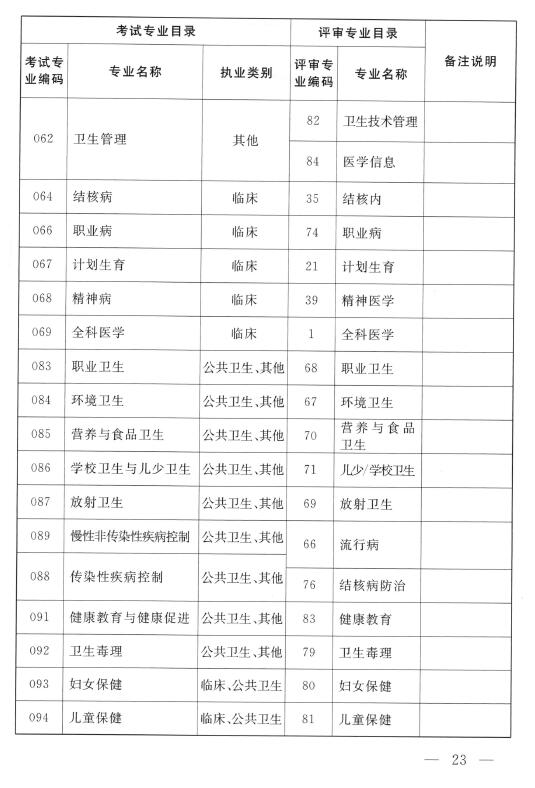 考试专业目录 评审专业目录 备注说明
考试专业编码 专业名称 执业类别 评审专业编码 专业名称
062 卫生管理 其他 82 卫生技术管理
84 医学信息
064 结核病 临床 35 结核内
066 职业病 临床 74 职业病
067 计划生育 临床 21 计划生育
068 精神病 临床 39 精神医学
069 全科医学 临床 1 全科医学
083 职业卫生 公共卫生、其他 68 职业卫生
084 环境卫生 公共卫生、其他 67 环境卫生
085 营养与食品卫生 公共卫生、其他 70 营养与食品卫生
086 学校卫生与儿少卫生 公共卫生、其他 71 儿少/学校卫生
087 放射卫生 公共卫生、其他 69 放射卫生
089 慢性非传染性疾病控制 公共卫生、其他 66 流行病
088 传染性疾病控制 公共卫生、其他 76 结核病防治
091 健康教育与健康促进 公共卫生、其他 83 健康教育
092 卫生毒理 公共卫生、其他 79 卫生毒理
093 妇女保健 临床、公共卫生 80 妇女保健
094 儿童保健 临床、公共卫生 81 儿童保健
— 23 —